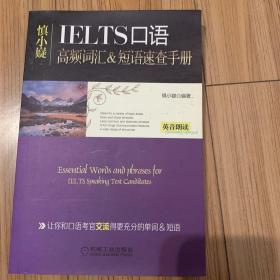 慎小嶷
IELTS口语
高频词汇&短语速查手册
慎小嶷◎编著
英音朗读
Essential Words and phrases for
IELTS Speaking Test Candidates
让你和口语考官交流得更充分的单词&短语
机械工业出版社